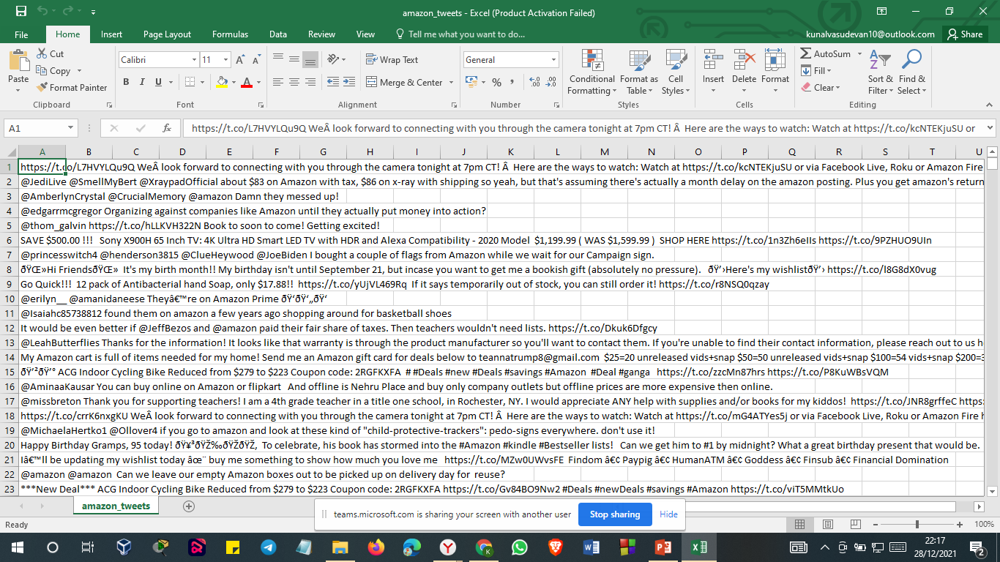 amazon_tweets - Excel (Product Activation Failed)
File Home Insert Page Layout Formulas Data Review View Tell me what you want to do... kunalvasudevan10@outlook.com Share
Paste
Cut
Copy
Format Painter
Clipboard
Calibri 11
B I U
Font
Wrap Text
Merge & Center
Alignment
General
% ,
Number
Conditional Formatting
Format as Table
Cell Styles
Styles
Insert Delete Format
Cells
AutoSum
Fill
Clear
Sort & Filter
Find & Select
Editing
A1 fx https://t.co/L7HVYLQu9Q WeÂ look forward to connecting with you through the camera tonight at 7pm CT! Â  Here are the ways to watch: Watch at https://t.co/kcNTEKjuSU or
A B C D E F G H I J K L M N O P Q R S T U
1 https://t.co/L7HVYLQu9Q WeÂ look forward to connecting with you through the camera tonight at 7pm CT! Â  Here are the ways to watch: Watch at https://t.co/kcNTEKjuSU or via Facebook Live, Roku or Amazon Fire
2 @JediLive @SmellMyBert @XraypadOfficial about $83 on Amazon with tax, $86 on x-ray with shipping so yeah, but that's assuming there's actually a month delay on the amazon posting. Plus you get amazon's return
3 @AmberlynCrystal @CrucialMemory @amazon Damn they messed up!
4 @edgarrmcgregor Organizing against companies like Amazon until they actually put money into action?
5 @thom_galvin https://t.co/hLLKVH322N Book to soon to come! Getting excited!
6 SAVE $500.00 !!!   Sony X900H 65 Inch TV: 4K Ultra HD Smart LED TV with HDR and Alexa Compatibility - 2020 Model  $1,199.99 ( WAS $1,599.99 )  SHOP HERE https://t.co/1n3Zh6eIIs https://t.co/9PZHUO9UIn
7 @princesswitch4 @henderson3815 @ClueHeywood @JoeBiden I bought a couple of flags from Amazon while we wait for our Campaign sign.
8 ðŸŒ»Hi FriendsðŸŒ»  It's my birth month!! My birthday isn't until September 21, but incase you want to get me a bookish gift (absolutely no pressure).   ðŸ’›Here's my wishlistðŸ’› https://t.co/l8G8dX0vug
9 Go Quick!!!  12 pack of Antibacterial hand Soap, only $17.88!!  https://t.co/yUjVL469Rq  If it says temporarily out of stock, you can still order it! https://t.co/r8NSQ0qzay
10 @erilyn__ @amanidaneese Theyâ€™re on Amazon Prime ðŸ‘ðŸ‘„ðŸ‘
11 @Isaiahc85738812 found them on amazon a few years ago shopping around for basketball shoes
12 It would be even better if @JeffBezos and @amazon paid their fair share of taxes. Then teachers wouldn't need lists. https://t.co/Dkuk6Dfgcy
13 @LeahButterflies Thanks for the information! It looks like that warranty is through the product manufacturer so you'll want to contact them. If you're unable to find their contact information, please reach out to us h
14 My Amazon cart is full of items needed for my home! Send me an Amazon gift card for deals below to teannatrump8@gmail.com  $25=20 unreleased vids+snap $50=50 unreleased vids+snap $100=54 vids+snap $200=3
15 ðŸ’²ðŸ’° ACG Indoor Cycling Bike Reduced from $279 to $223 Coupon code: 2RGFKXFA  # #Deals #new #Deals #savings #Amazon  #Deal #ganga   https://t.co/zzcMn87hrs https://t.co/P8KuWBsVQM
16 @AminaaKausar You can buy online on Amazon or flipkart   And offline is Nehru Place and buy only company outlets but offline prices are more expensive then online.
17 @missbreton Thank you for supporting teachers! I am a 4th grade teacher in a title one school, in Rochester, NY. I would appreciate ANY help with supplies and/or books for my kiddos!  https://t.co/JNR8grffeC https:
18 https://t.co/crrK6nxgKU WeÂ look forward to connecting with you through the camera tonight at 7pm CT! Â  Here are the ways to watch: Watch at https://t.co/mG4ATYes5j or via Facebook Live, Roku or Amazon Fire h
19 @MichaelaHertko1 @Ollover4 if you go to amazon and look at these kind of "child-protective-trackers": pedo-signs everywhere. don't use it!
20 Happy Birthday Gramps, 95 today! ðŸ¥³ðŸŽ‰ðŸŽðŸŽ‚  To celebrate, his book has stormed into the #Amazon #kindle #Bestseller lists!   Can we get him to #1 by midnight? What a great birthday present that would be.
21 Iâ€™ll be updating my wishlist today âœ¨ buy me something to show how much you love me   https://t.co/MZw0UWvsFE  Findom â€¢ Paypig â€¢ HumanATM â€¢ Goddess â€¢ Finsub â€¢ Financial Domination
22 @amazon @amazon  Can we leave our empty Amazon boxes out to be picked up on delivery day for  reuse?
23 ***New Deal*** ACG Indoor Cycling Bike Reduced from $279 to $223 Coupon code: 2RGFKXFA https://t.co/Gv84BO9Nw2 #Deals #newDeals #savings #Amazon https://t.co/viT5MMtkUo
amazon_tweets
teams.microsoft.com is sharing your screen with another user Stop sharing Hide
Ready 100%
22:17
28/12/2021
2